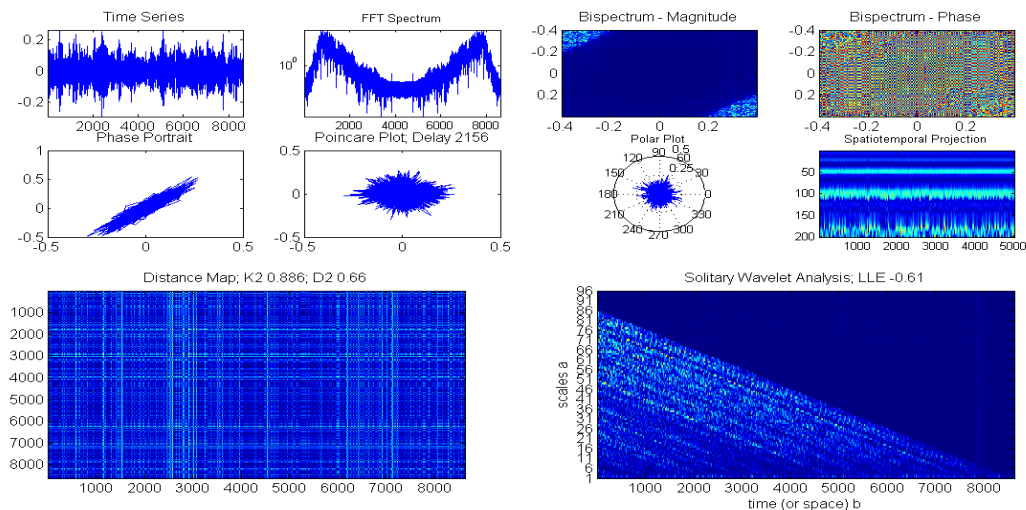 Time Series
0.2
0
-0.2
2000 4000 6000 8000
FFT Spectrum
10^0
2000 4000 6000 8000
Bispectrum - Magnitude
-0.4
-0.2
0
0.2
-0.4 -0.2 0 0.2
Bispectrum - Phase
-0.4
-0.2
0
0.2
-0.4 -0.2 0 0.2
Phase Portrait
1
0.5
0
-0.5
-0.5 0 0.5
Poincare Plot; Delay 2156
0.5
0
-0.5
-0.5 0 0.5
Polar Plot
90 0.5
120 60
0.25
150 30
180 0
210 330
240 300
270
Spatiotemporal Projection
50
100
150
200
1000 2000 3000 4000 5000
Distance Map; K2 0.886; D2 0.66
1000
2000
3000
4000
5000
6000
7000
8000
1000 2000 3000 4000 5000 6000 7000 8000
Solitary Wavelet Analysis; LLE -0.61
scales a
96
91
86
81
76
71
66
61
56
51
46
41
36
31
26
21
16
11
6
1
1000 2000 3000 4000 5000 6000 7000 8000
time (or space) b